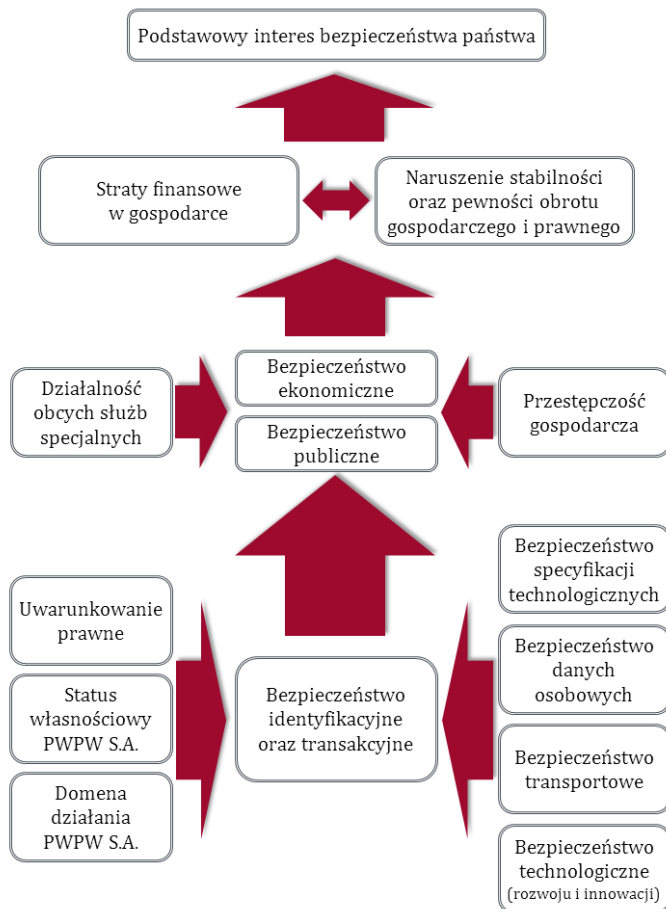 Podstawowy interes bezpieczeństwa państwa
Straty finansowe
w gospodarce
Naruszenie stabilności
oraz pewności obrotu
gospodarczego i prawnego
Działalność
obcych służb
specjalnych
Bezpieczeństwo
ekonomiczne
Bezpieczeństwo
publiczne
Przestępczość
gospodarcza
Uwarunkowanie
prawne
Status
własnościowy
PWPW S.A.
Domena
działania
PWPW S.A.
Bezpieczeństwo
identyfikacyjne
oraz transakcyjne
Bezpieczeństwo
specyfikacji
technologicznych
Bezpieczeństwo
danych
osobowych
Bezpieczeństwo
transportowe
Bezpieczeństwo
technologiczne
(rozwoju i innowacji)